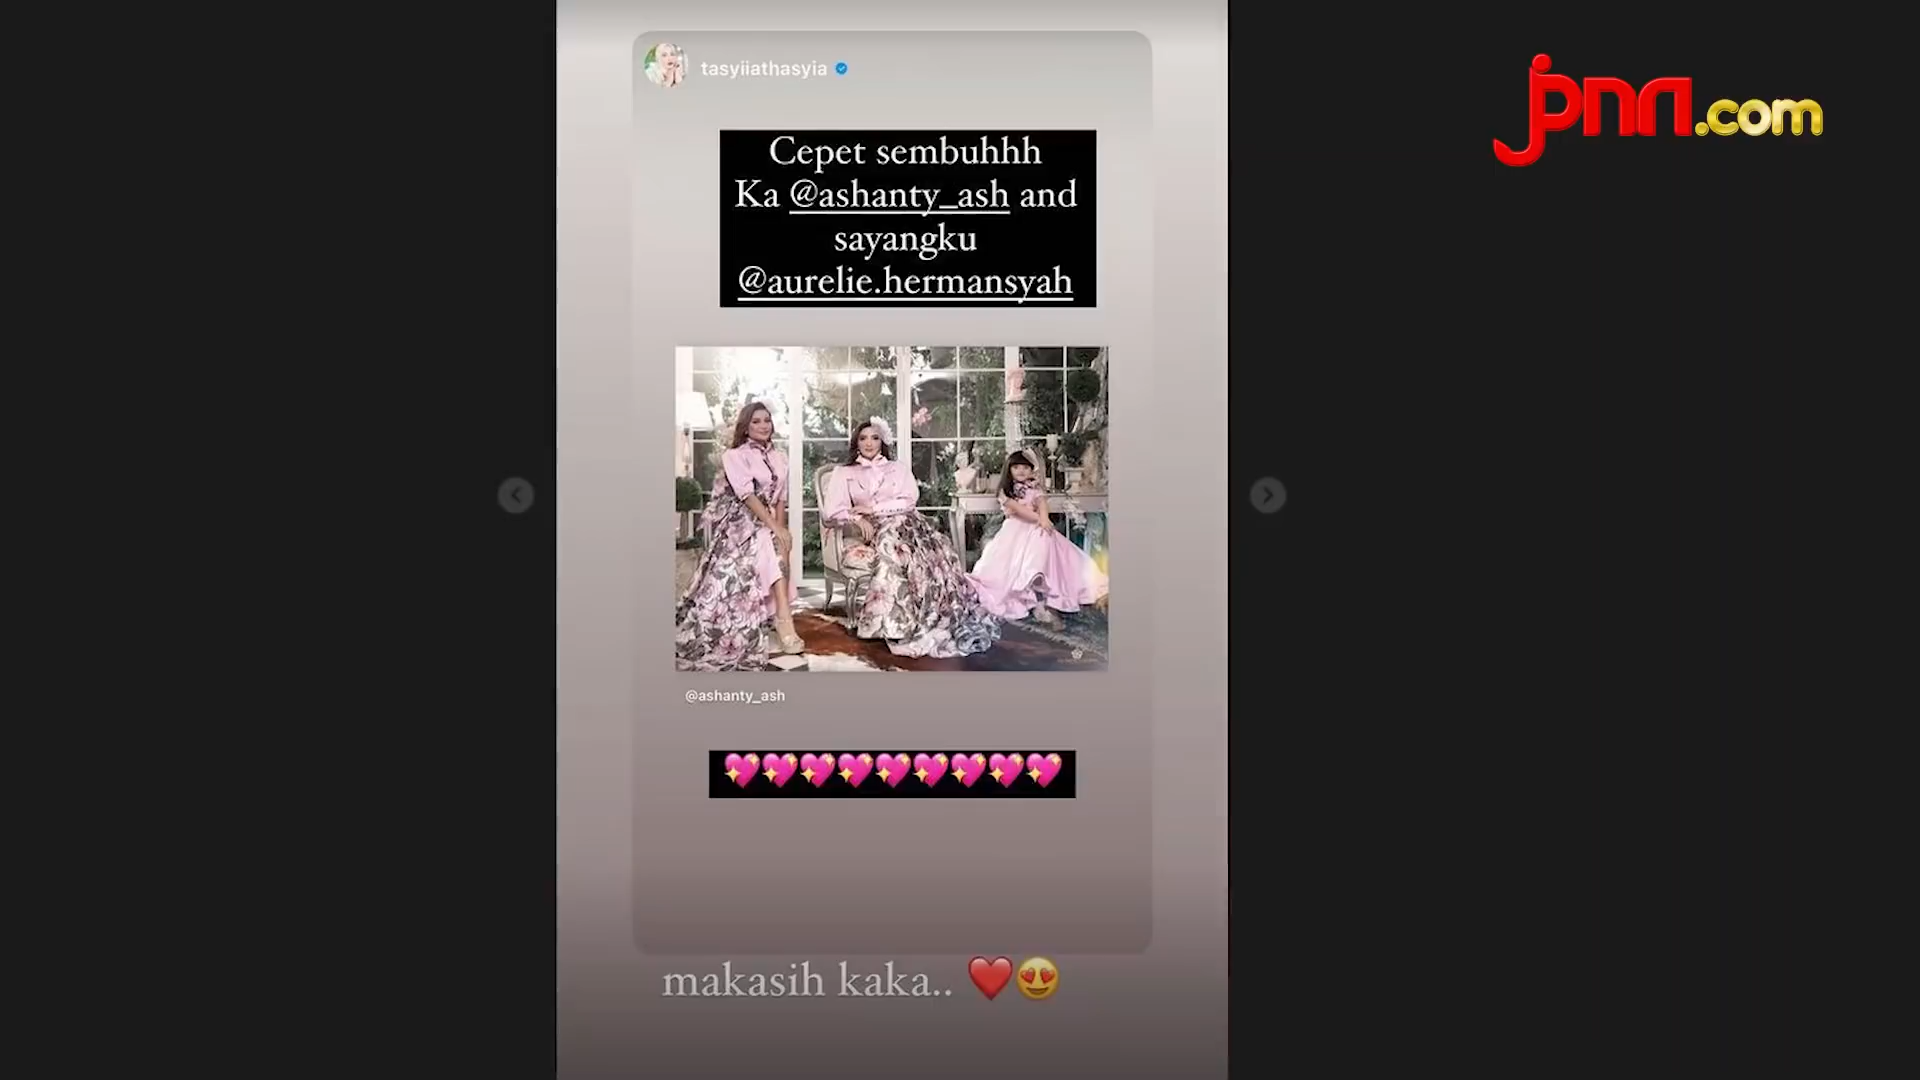 tasyiiathasyia
jpnn.com
Cepet sembuhhh
Ka @ashanty_ash and
sayangku
@aurelie.hermansyah
@ashanty_ash
makasih kaka..